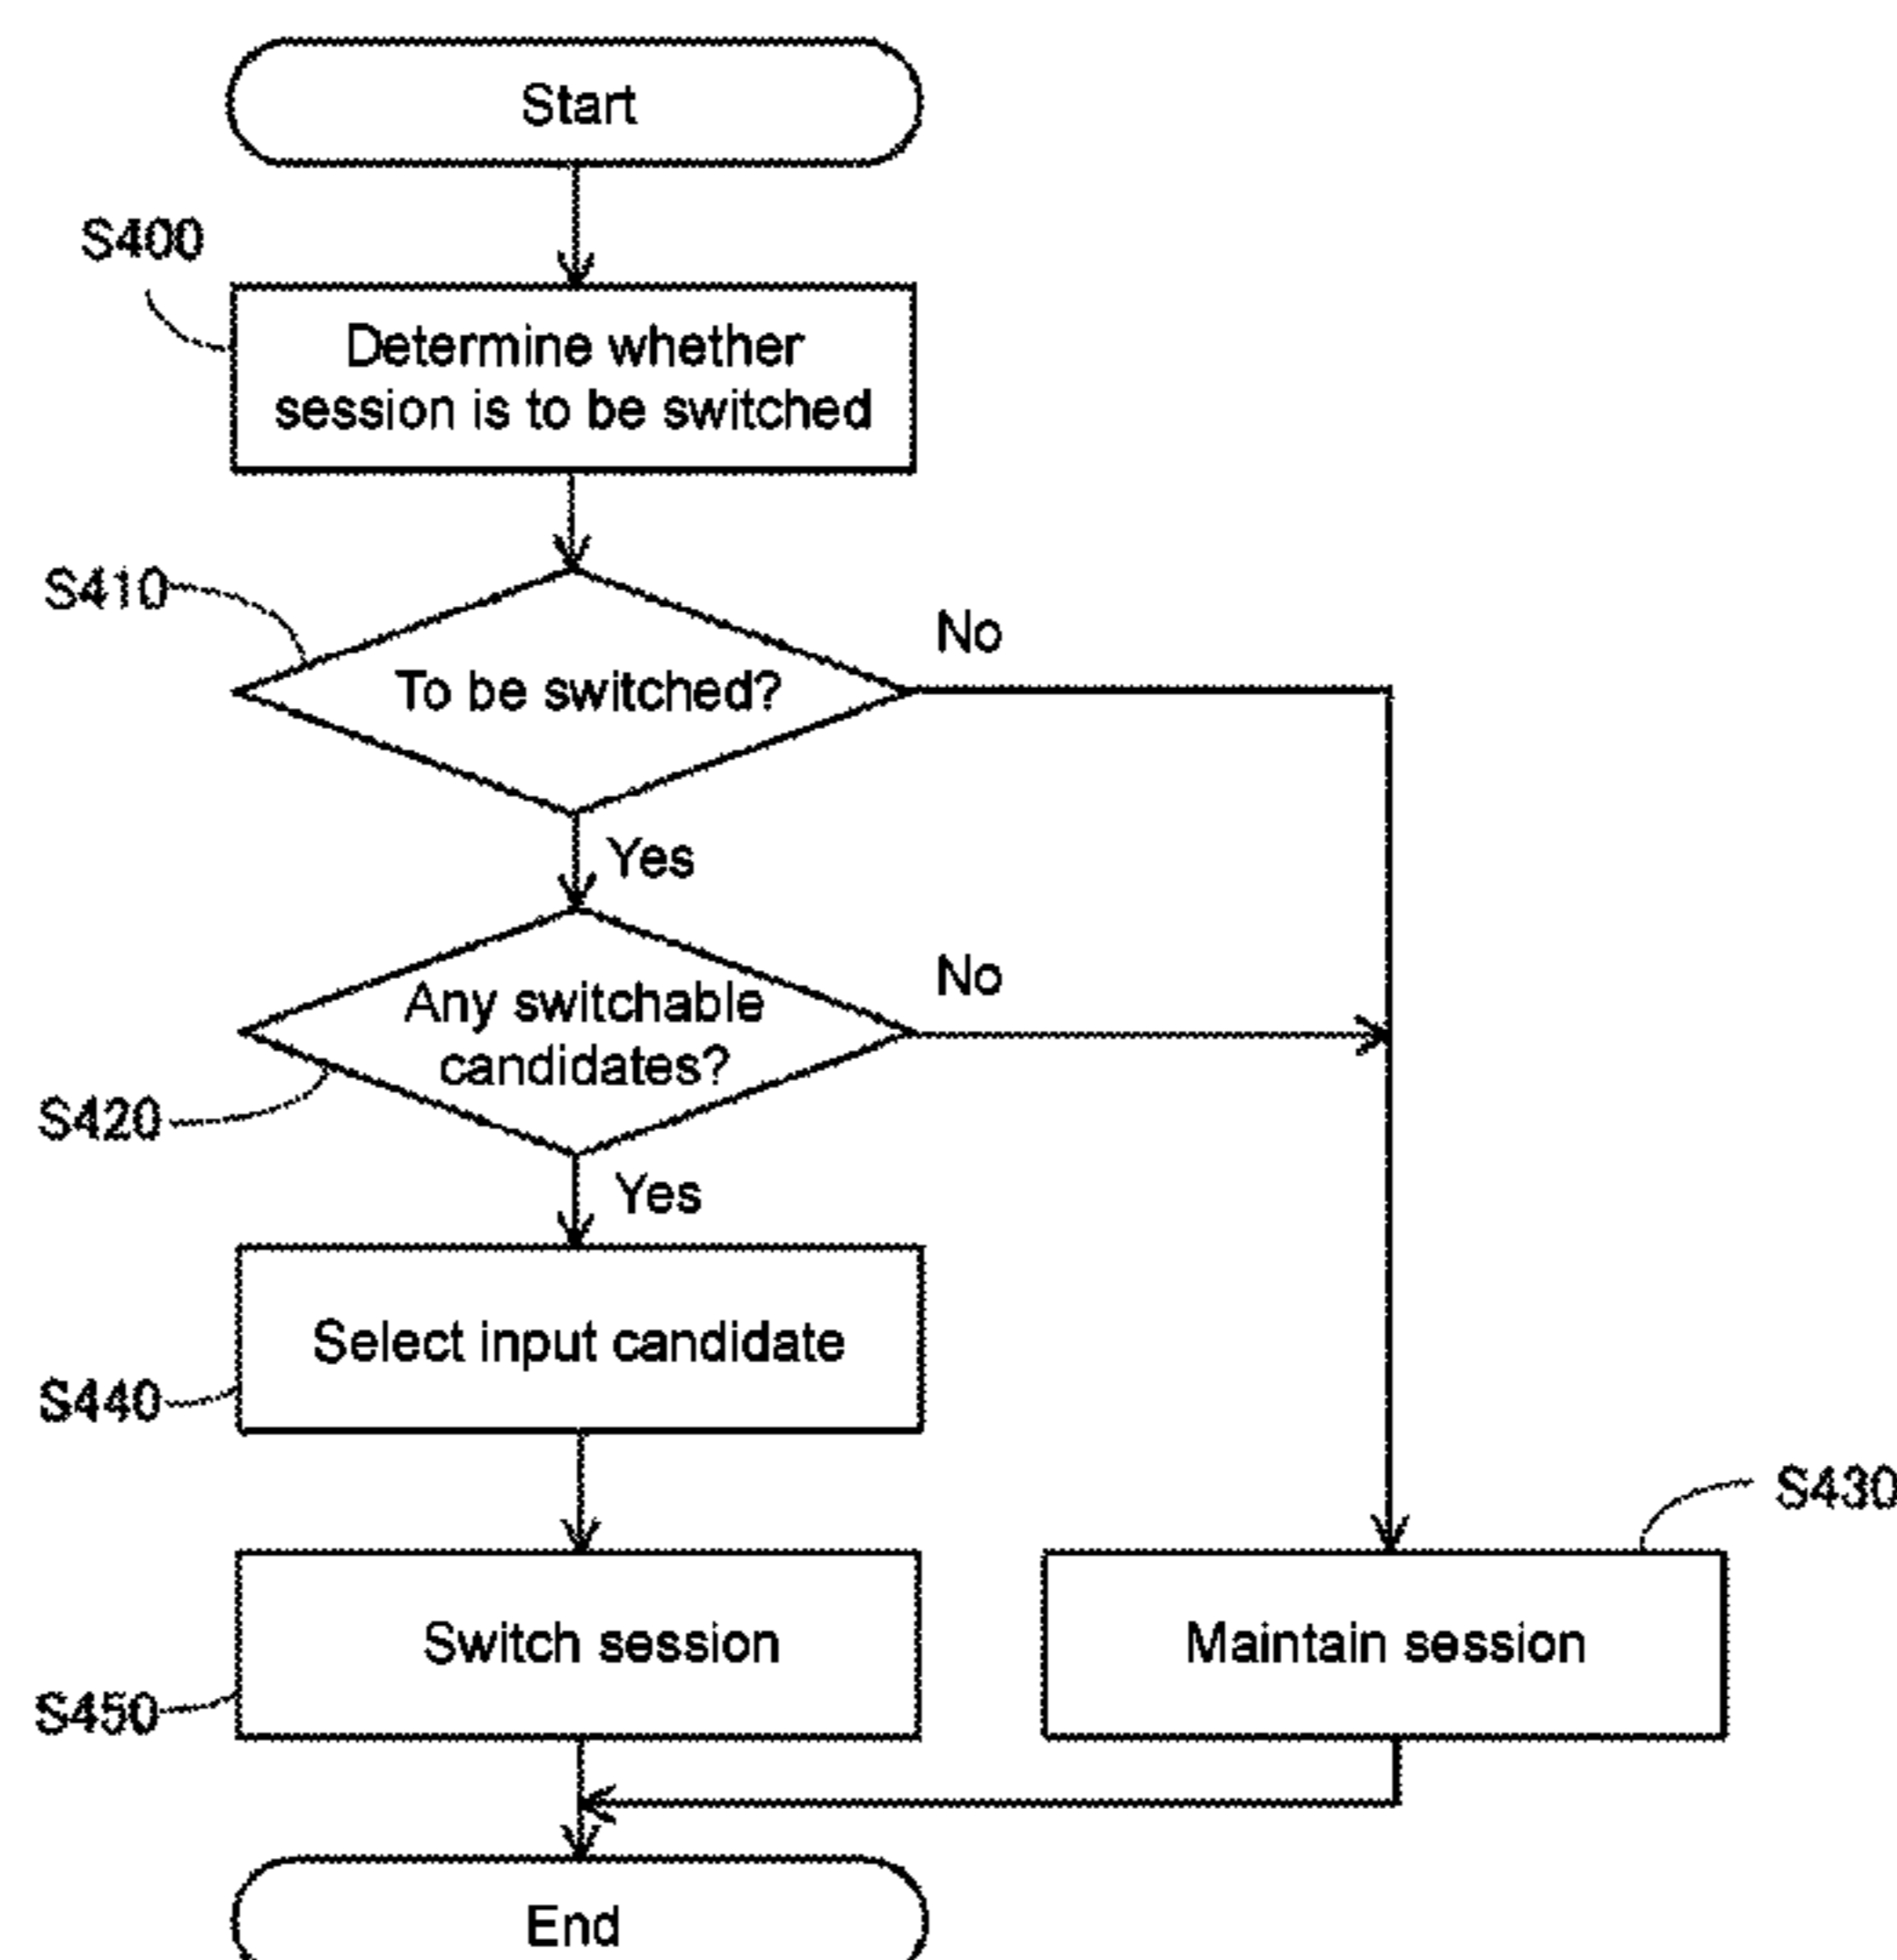 Start
S400
Determine whether
session is to be switched
S410
To be switched?
No
Yes
Any switchable
candidates?
No
S420
Yes
Select input candidate
S440
S430
Switch session
Maintain session
S450
End